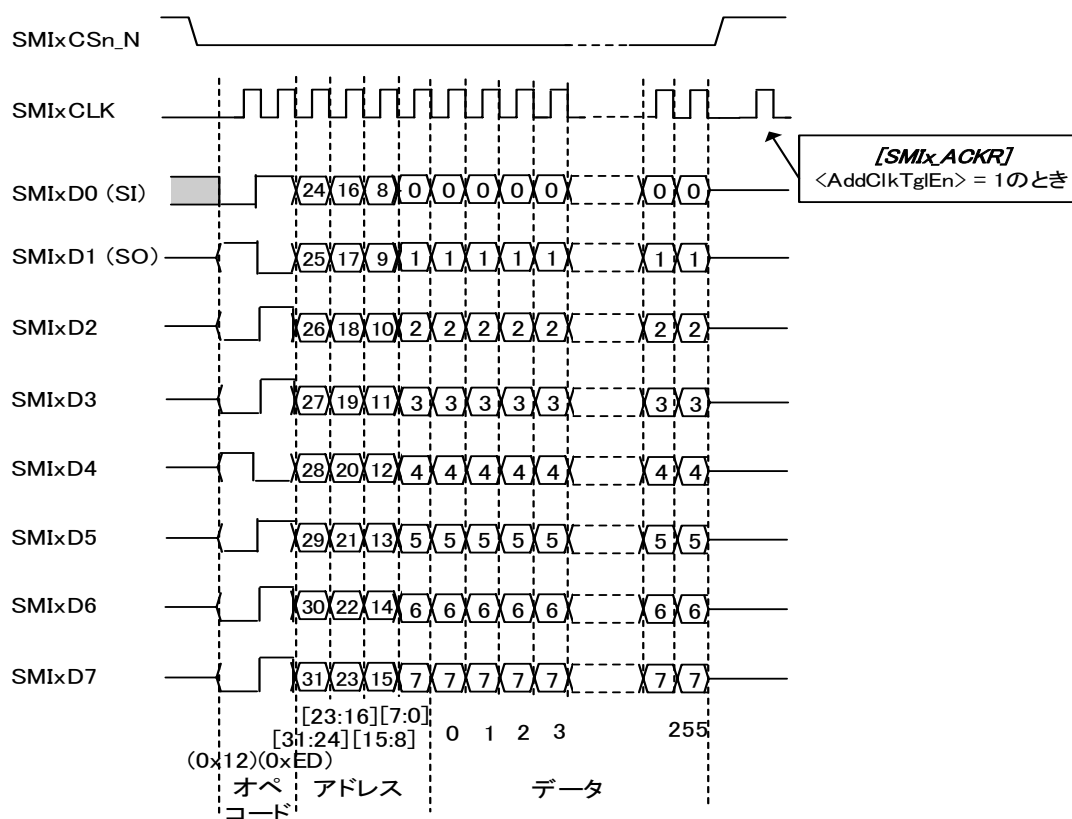 SMIxCSn_N
SMIxCLK
[SMIx_ACKR]
<AddClkTglEn> = 1のとき
SMIxD0 (SI) 24 16 8 0 0 0 0 0 0 0
SMIxD1 (SO) 25 17 9 1 1 1 1 1 1 1
SMIxD2 26 18 10 2 2 2 2 2 2 2
SMIxD3 27 19 11 3 3 3 3 3 3 3
SMIxD4 28 20 12 4 4 4 4 4 4 4
SMIxD5 29 21 13 5 5 5 5 5 5 5
SMIxD6 30 22 14 6 6 6 6 6 6 6
SMIxD7 31 23 15 7 7 7 7 7 7 7
[23:16][7:0] 0 1 2 3 255
[31:24][15:8]
(0x12)(0xED)
オペ アドレス データ
コード